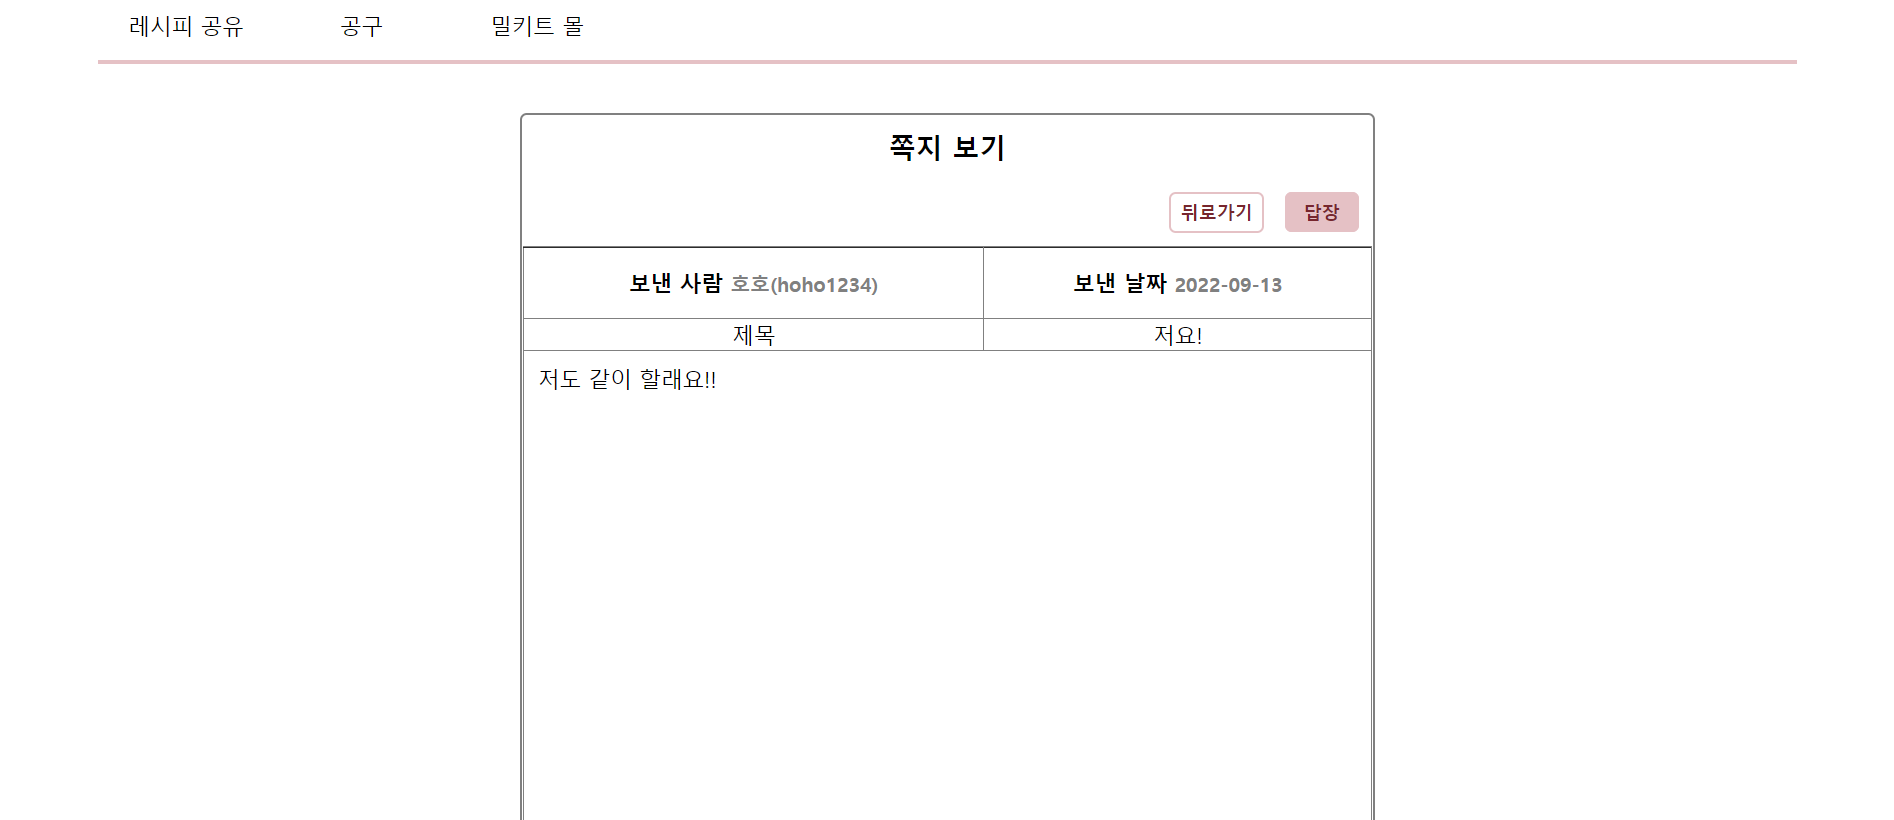 레시피 공유 공구 밀키트 몰
쪽지 보기
뒤로가기 답장
보낸 사람 호호(hoho1234) 보낸 날짜 2022-09-13
제목 저요!
저도 같이 할래요!!